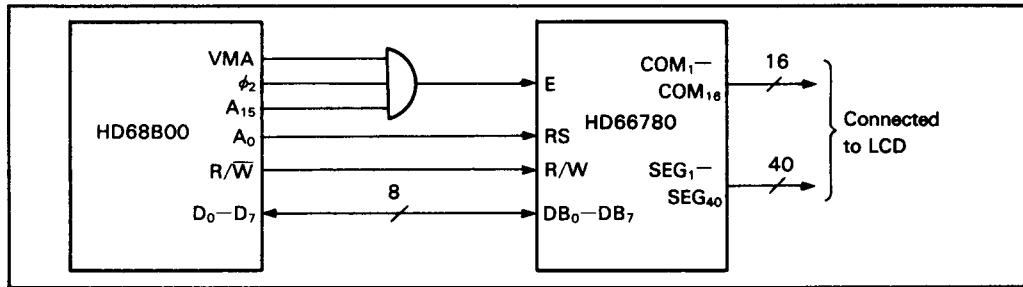 HD68B00
VMA
ϕ₂
A₁₅
A₀
R/W̅
D₀—D₇
8
HD66780
E
RS
R/W
DB₀—DB₇
COM₁—
COM₁₆
SEG₁—
SEG₄₀
16
40
Connected
to LCD